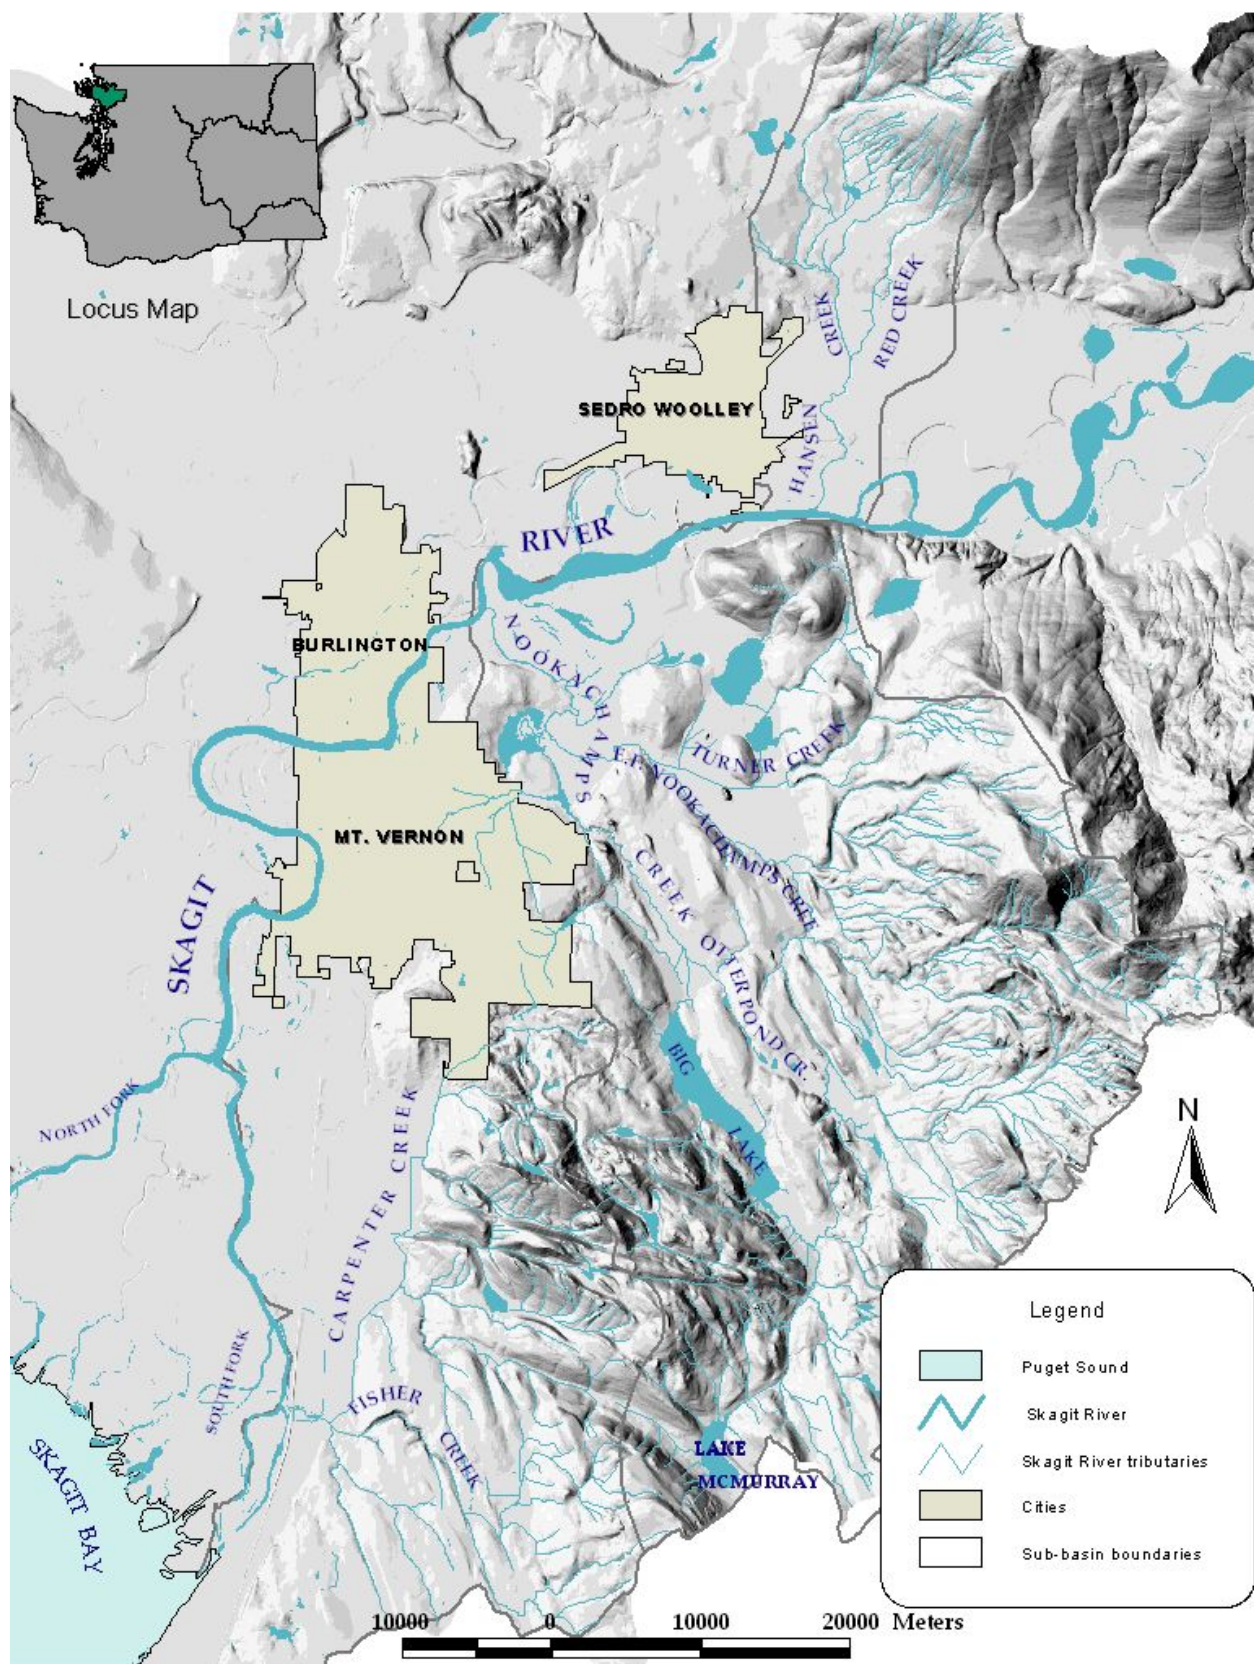 Locus Map
CREEK
RED CREEK
SEDRO WOOLLEY
HANSEN
RIVER
NOOKACHAMPS
BURLINGTON
TURNER CREEK
E.F. NOOKACHAMPS CREE
MT. VERNON
CREEK
SKAGIT
OTTERPOND CR.
BIG
LAKE
NORTH FORK
CARPENTER CREEK
N
SOUTH FORK
FISHER
CREEK
SKAGIT BAY
LAKE
MCMURRAY
Legend
Puget Sound
Skagit River
Skagit River tributaries
Cities
Sub-basin boundaries
10000 0 10000 20000 Meters